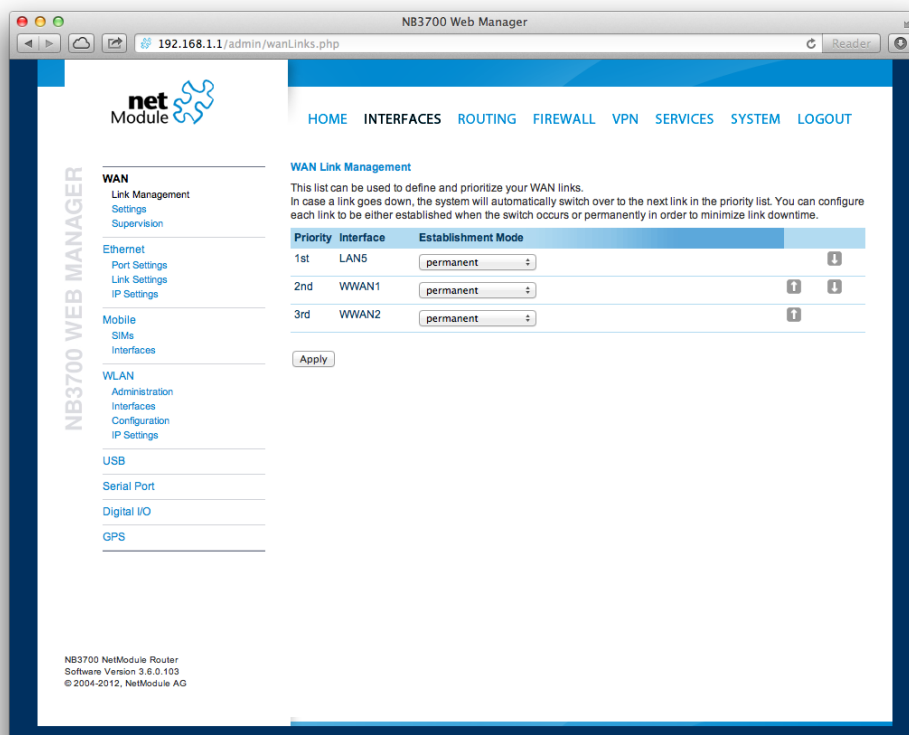 NB3700 Web Manager
192.168.1.1/admin/wanLinks.php
Reader
net
Module
HOME INTERFACES ROUTING FIREWALL VPN SERVICES SYSTEM LOGOUT
NB3700 WEB MANAGER
WAN
Link Management
Settings
Supervision
Ethernet
Port Settings
Link Settings
IP Settings
Mobile
SIMs
Interfaces
WLAN
Administration
Interfaces
Configuration
IP Settings
USB
Serial Port
Digital I/O
GPS
WAN Link Management
This list can be used to define and prioritize your WAN links.
In case a link goes down, the system will automatically switch over to the next link in the priority list. You can configure
each link to be either established when the switch occurs or permanently in order to minimize link downtime.
Priority Interface Establishment Mode
1st LAN5 permanent
2nd WWAN1 permanent
3rd WWAN2 permanent
Apply
NB3700 NetModule Router
Software Version 3.6.0.103
© 2004-2012, NetModule AG